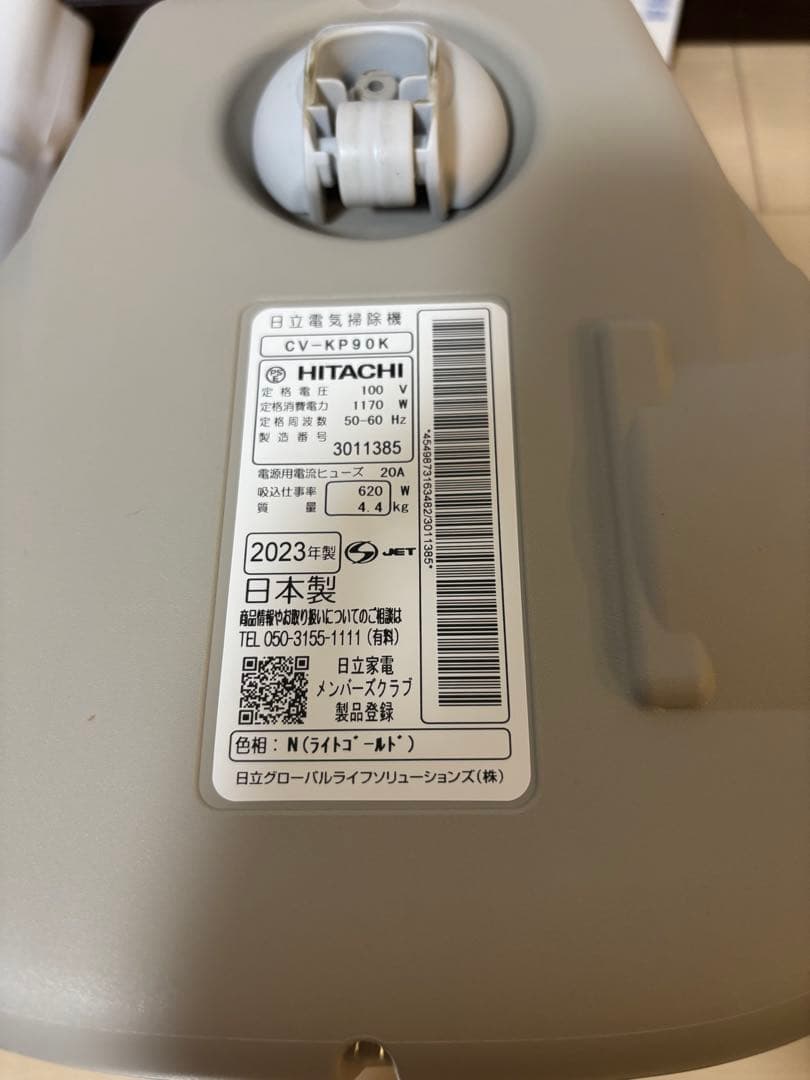 日立電気掃除機
CV-KP90K
PS E HITACHI
定格電圧 100 V
定格消費電力 1170 W
定格周波数 50-60 Hz
製造番号 3011385
電源用電流ヒューズ 20A
吸込仕事率 620 W
質量 4.4 kg
2023年製 JET
日本製
商品情報やお取り扱いについてのご相談は
TEL 050-3155-1111 (有料)
日立家電
メンバーズクラブ
製品登録
*4549873163482/3011385*
色相：N(ライトゴールド)
日立グローバルライフソリューションズ(株)